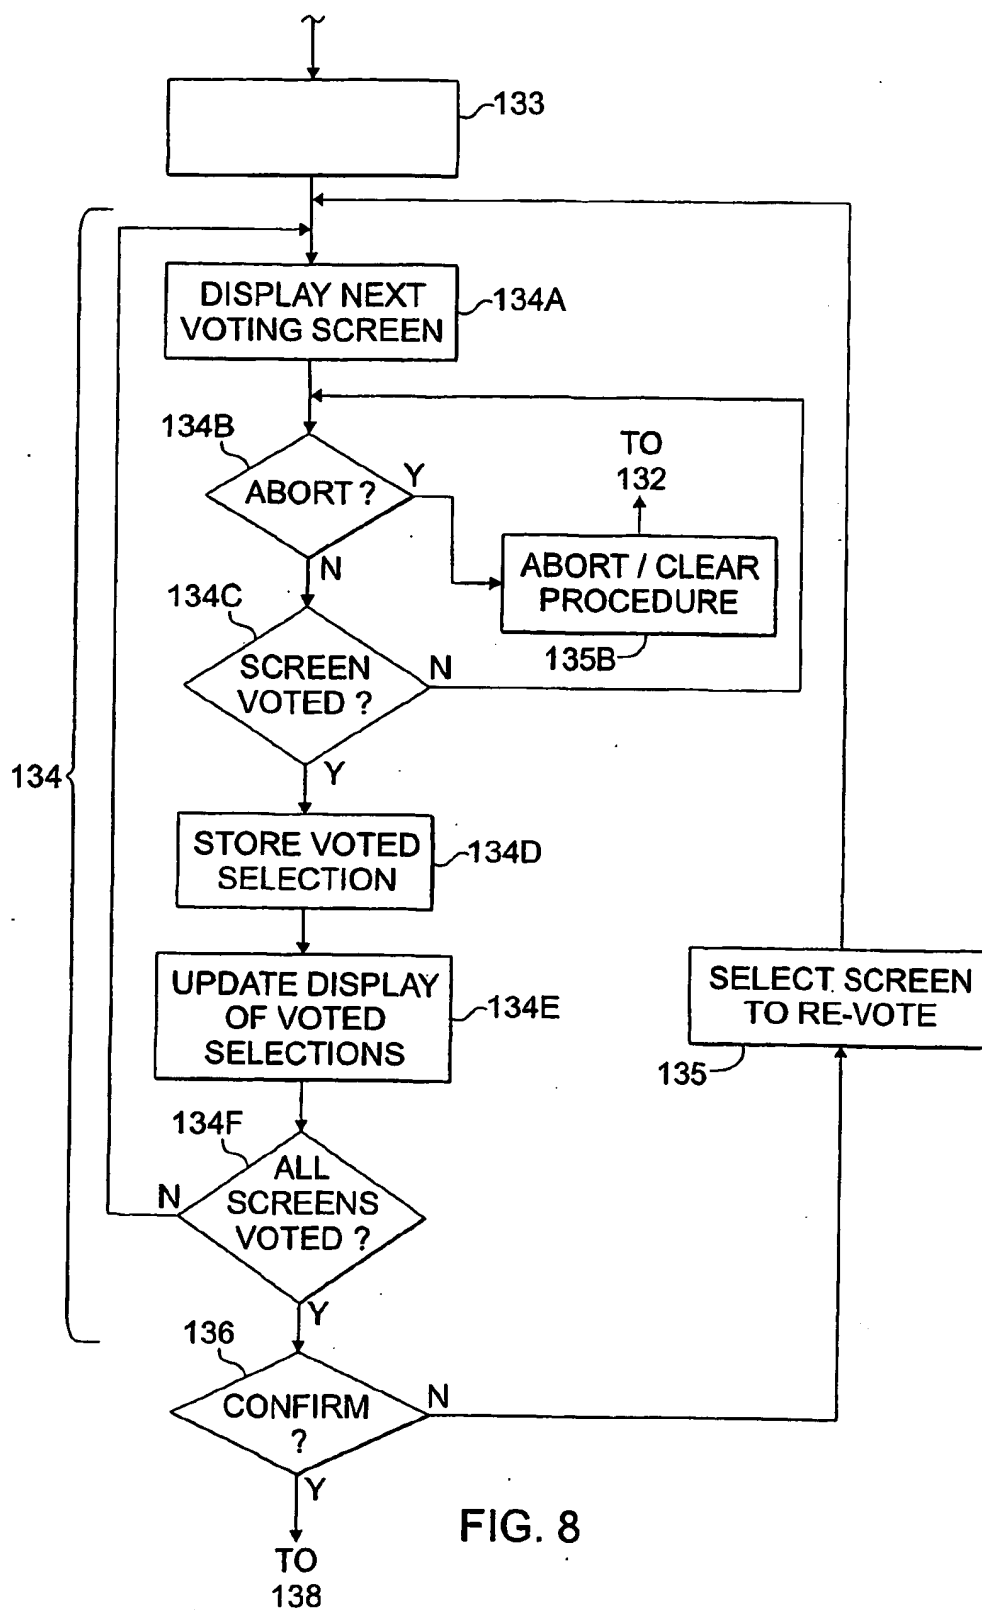 133
DISPLAY NEXT
VOTING SCREEN
134A
134B
ABORT ?
Y
N
TO
132
ABORT / CLEAR
PROCEDURE
135B
134C
SCREEN
VOTED ?
N
Y
134
STORE VOTED
SELECTION
134D
UPDATE DISPLAY
OF VOTED
SELECTIONS
134E
SELECT SCREEN
TO RE-VOTE
135
134F
ALL
SCREENS
VOTED ?
N
Y
136
CONFIRM
?
N
Y
TO
138
FIG. 8